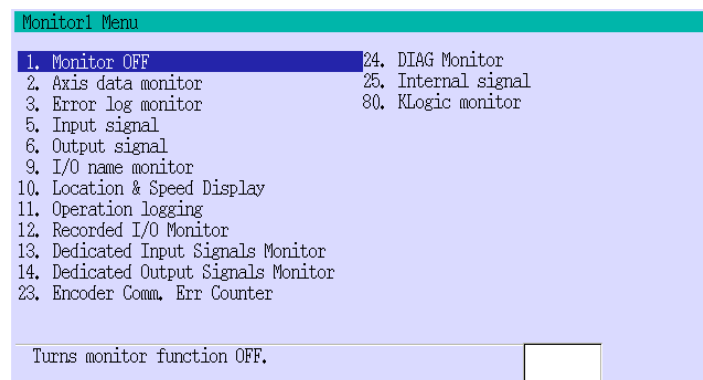 Monitor1 Menu
1. Monitor OFF
2. Axis data monitor
3. Error log monitor
5. Input signal
6. Output signal
9. I/O name monitor
10. Location & Speed Display
11. Operation logging
12. Recorded I/O Monitor
13. Dedicated Input Signals Monitor
14. Dedicated Output Signals Monitor
23. Encoder Comm. Err Counter
24. DIAG Monitor
25. Internal signal
80. KLogic monitor
Turns monitor function OFF.